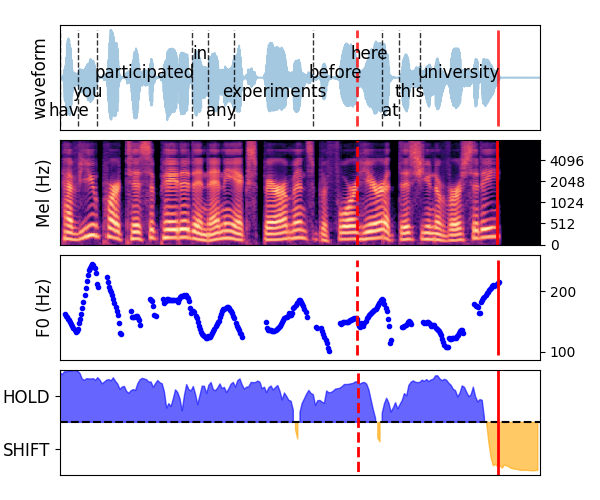 waveform
in
here
participated
before
university
you
experiments
this
have
any
at
Mel (Hz)
4096
2048
1024
512
0
F0 (Hz)
200
100
HOLD
SHIFT